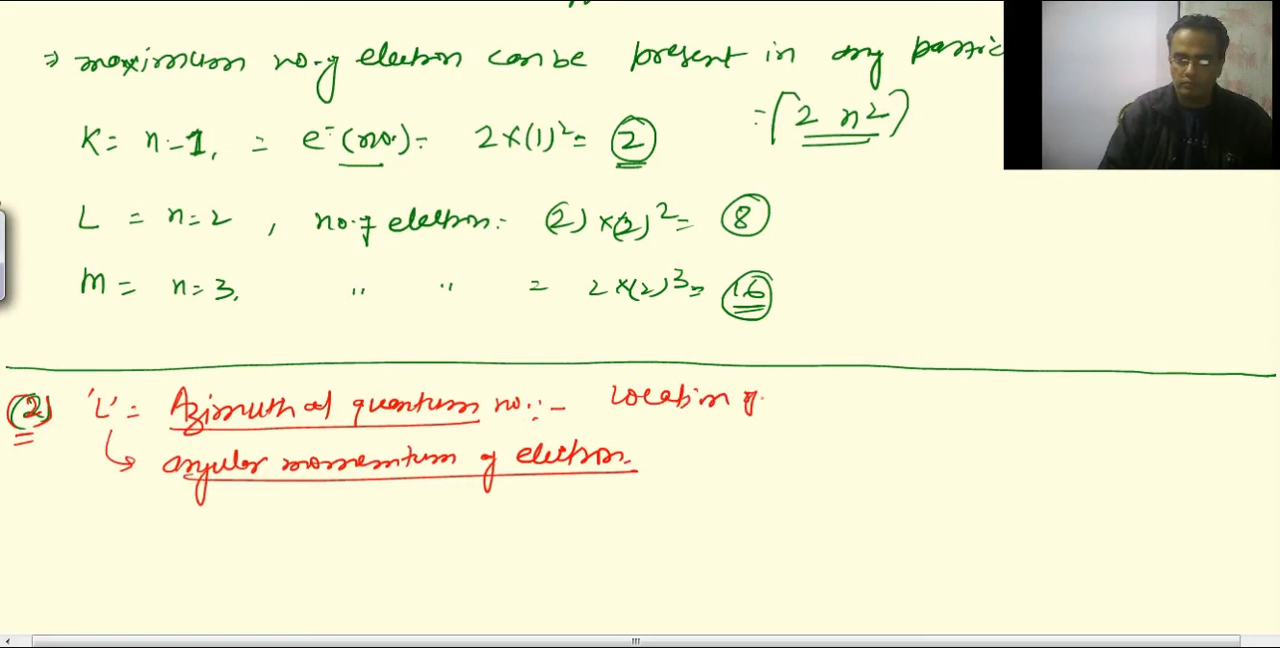 ⇒ maximum no. of electron can be present in any partic
= (2 n²)
K = n = 1, = e⁻ (no.) = 2×(1)² = 2
L = n = 2 , no. of electron = (2) ×(2)² = 8
M = n = 3, " " = 2×(2)³ = 16
(2) 'L' = Azimuthal quantum no.:- Location of
↳ angular momentum of electron.